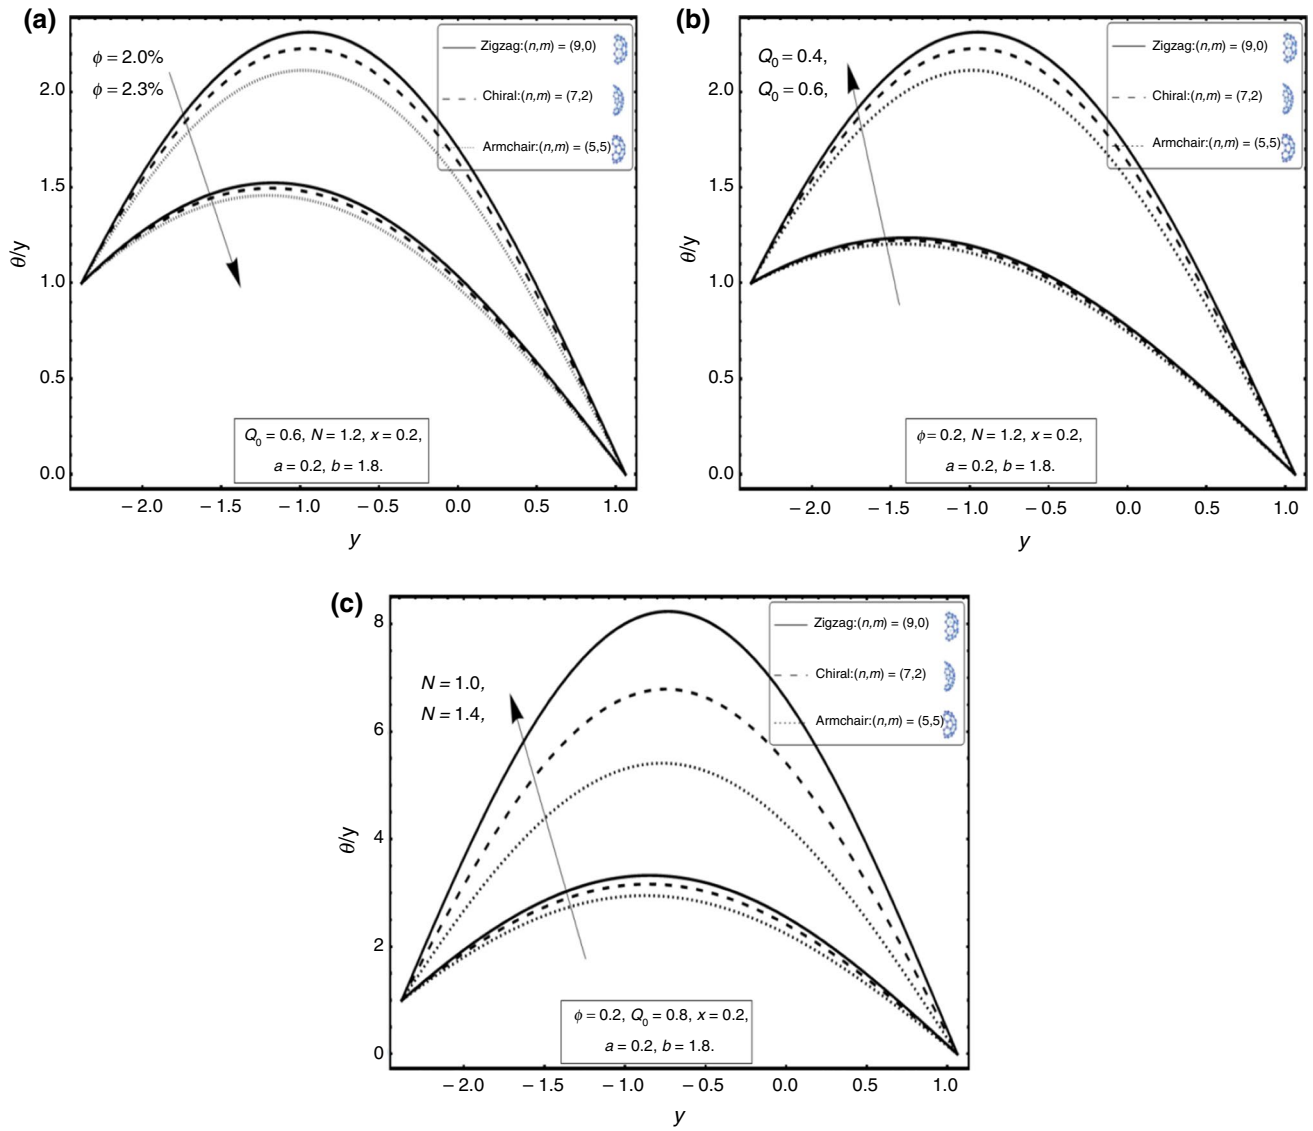 (a)
ϕ = 2.0%
ϕ = 2.3%
Zigzag:(n,m) = (9,0)
Chiral:(n,m) = (7,2)
Armchair:(n,m) = (5,5)
2.0
1.5
1.0
0.5
0.0
θ/y
Q0 = 0.6, N = 1.2, x = 0.2,
a = 0.2, b = 1.8.
– 2.0 – 1.5 – 1.0 – 0.5 0.0 0.5 1.0
y
(b)
Q0 = 0.4,
Q0 = 0.6,
Zigzag:(n,m) = (9,0)
Chiral:(n,m) = (7,2)
Armchair:(n,m) = (5,5)
2.0
1.5
1.0
0.5
0.0
θ/y
ϕ = 0.2, N = 1.2, x = 0.2,
a = 0.2, b = 1.8.
– 2.0 – 1.5 – 1.0 – 0.5 0.0 0.5 1.0
y
(c)
N = 1.0,
N = 1.4,
Zigzag:(n,m) = (9,0)
Chiral:(n,m) = (7,2)
Armchair:(n,m) = (5,5)
8
6
4
2
0
θ/y
ϕ = 0.2, Q0 = 0.8, x = 0.2,
a = 0.2, b = 1.8.
– 2.0 – 1.5 – 1.0 – 0.5 0.0 0.5 1.0
y